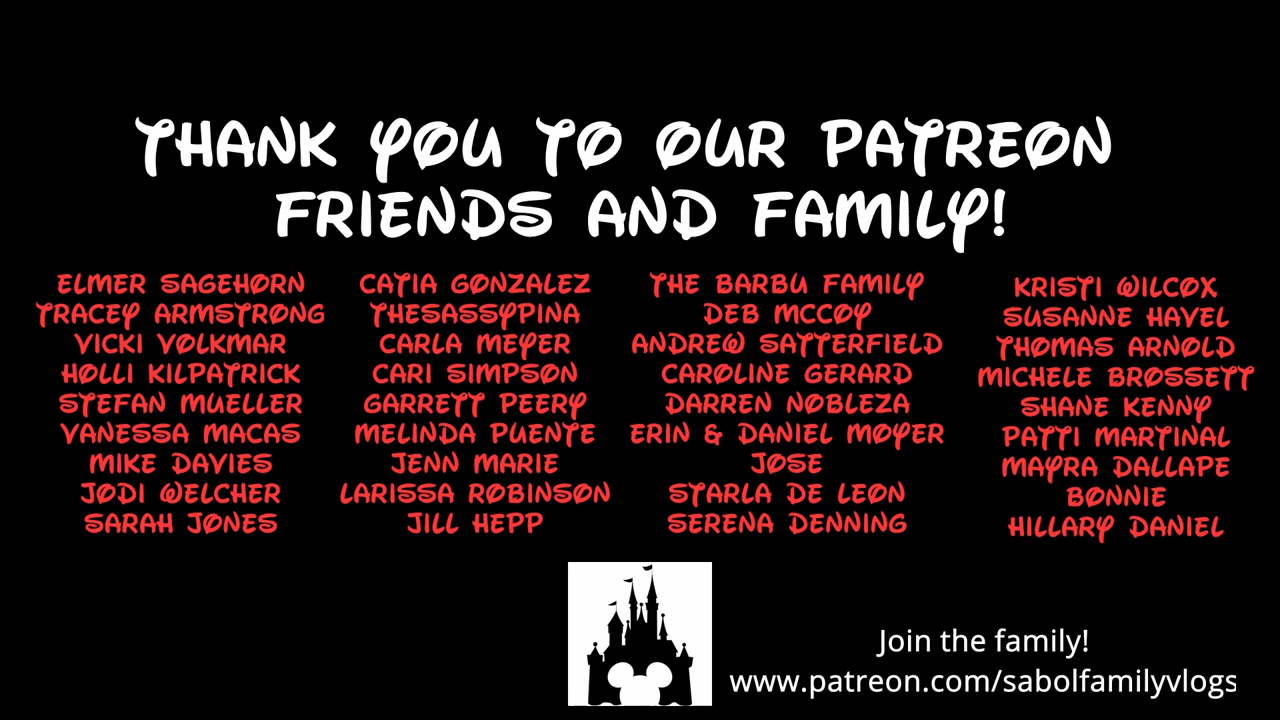 THANK YOU TO OUR PATREON
FRIENDS AND FAMILY!
ELMER SAGEHORN
TRACEY ARMSTRONG
VICKI VOLKMAR
HOLLI KILPATRICK
STEFAN MUELLER
VANESSA MACAS
MIKE DAVIES
JODI WELCHER
SARAH JONES
CATIA GONZALEZ
THESASSYPINA
CARLA MEYER
CARI SIMPSON
GARRETT PEERY
MELINDA PUENTE
JENN MARIE
LARISSA ROBINSON
JILL HEPP
THE BARBU FAMILY
DEB MCCOY
ANDREW SATTERFIELD
CAROLINE GERARD
DARREN NOBLEZA
ERIN & DANIEL MOYER
JOSE
STARLA DE LEON
SERENA DENNING
KRISTI WILCOX
SUSANNE HAVEL
THOMAS ARNOLD
MICHELE BROSSETT
SHANE KENNY
PATTI MARTINAL
MAYRA DALLAPE
BONNIE
HILLARY DANIEL
Join the family!
www.patreon.com/sabolfamilyvlogs